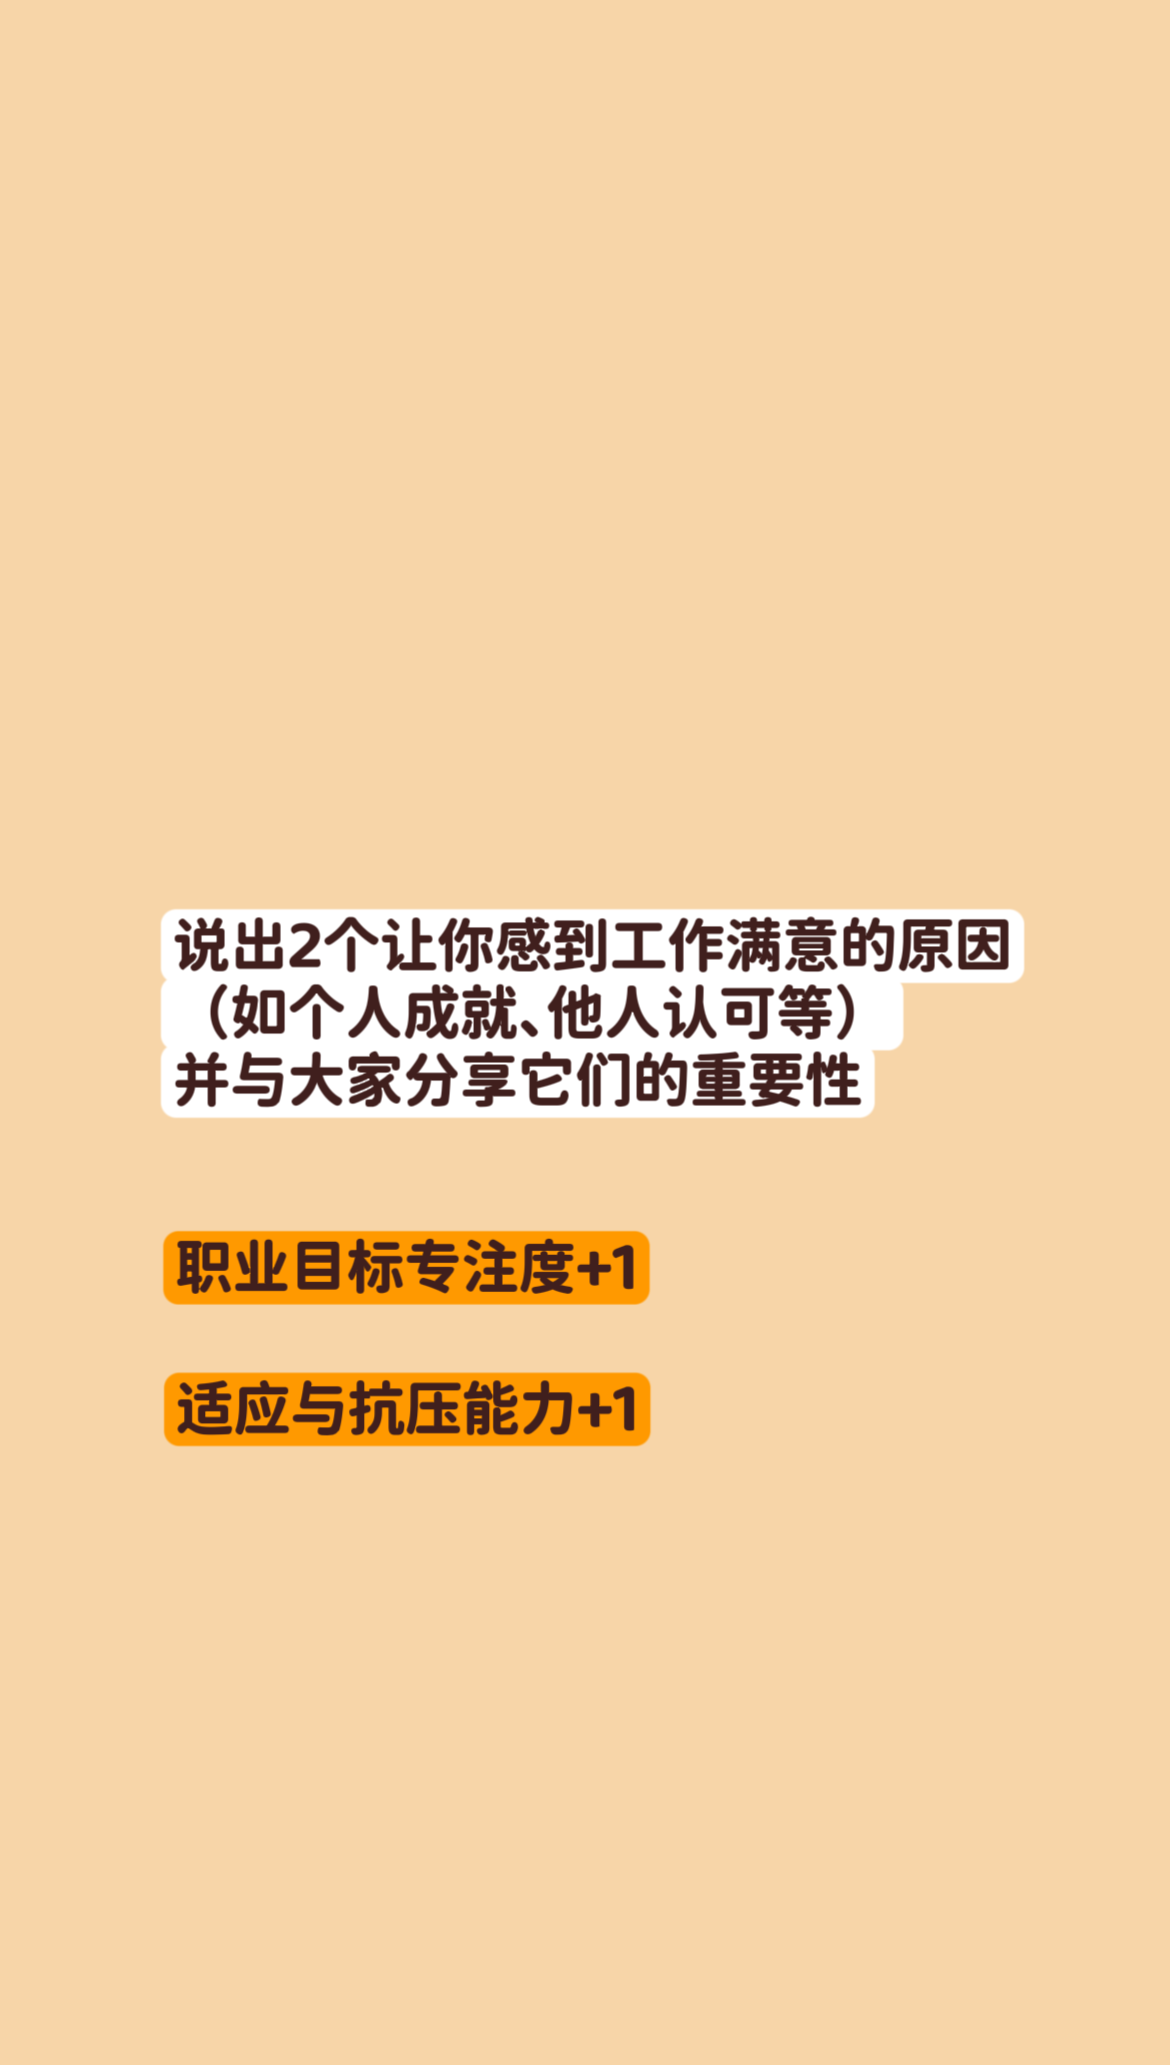 说出2个让你感到工作满意的原因
（如个人成就、他人认可等）
并与大家分享它们的重要性
职业目标专注度+1
适应与抗压能力+1